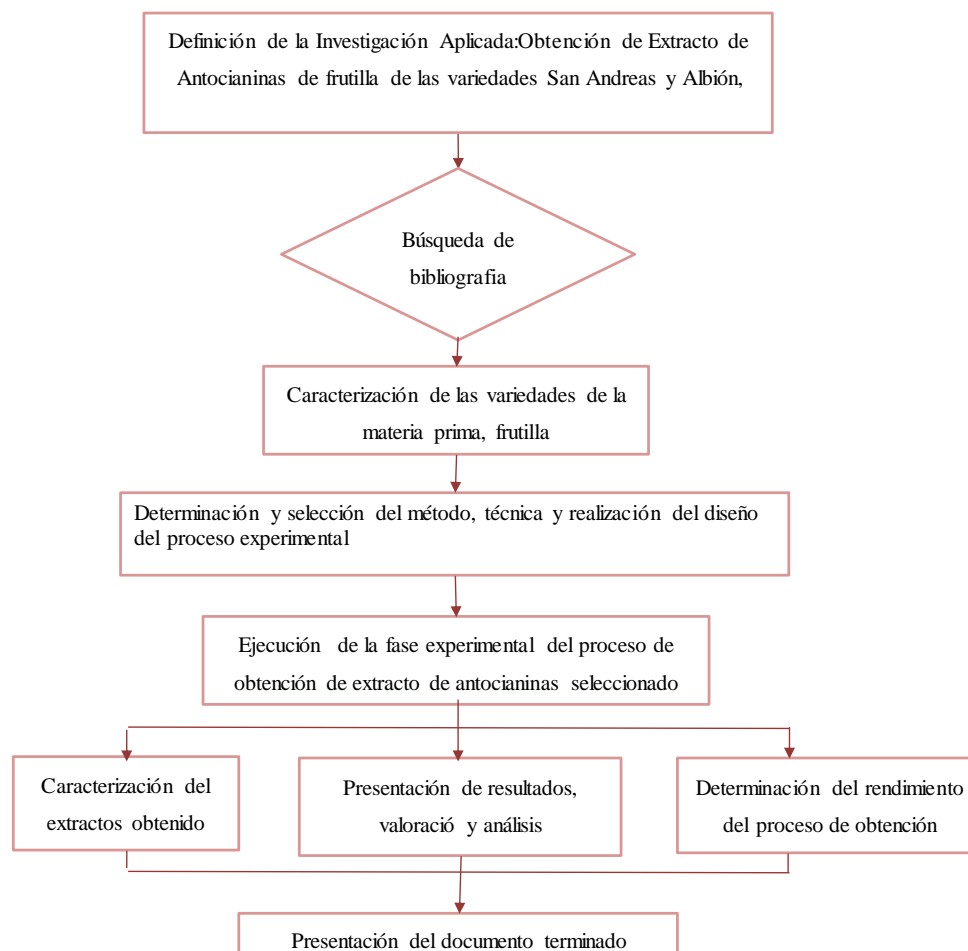 Definición de la Investigación Aplicada:Obtención de Extracto de
Antocianinas de frutilla de las variedades San Andreas y Albión,
Búsqueda de
bibliografia
Caracterización de las variedades de la
materia prima, frutilla
Determinación y selección del método, técnica y realización del diseño
del proceso experimental
Ejecución de la fase experimental del proceso de
obtención de extracto de antocianinas seleccionado
Caracterización del
extractos obtenido
Presentación de resultados,
valoració y análisis
Determinación del rendimiento
del proceso de obtención
Presentación del documento terminado